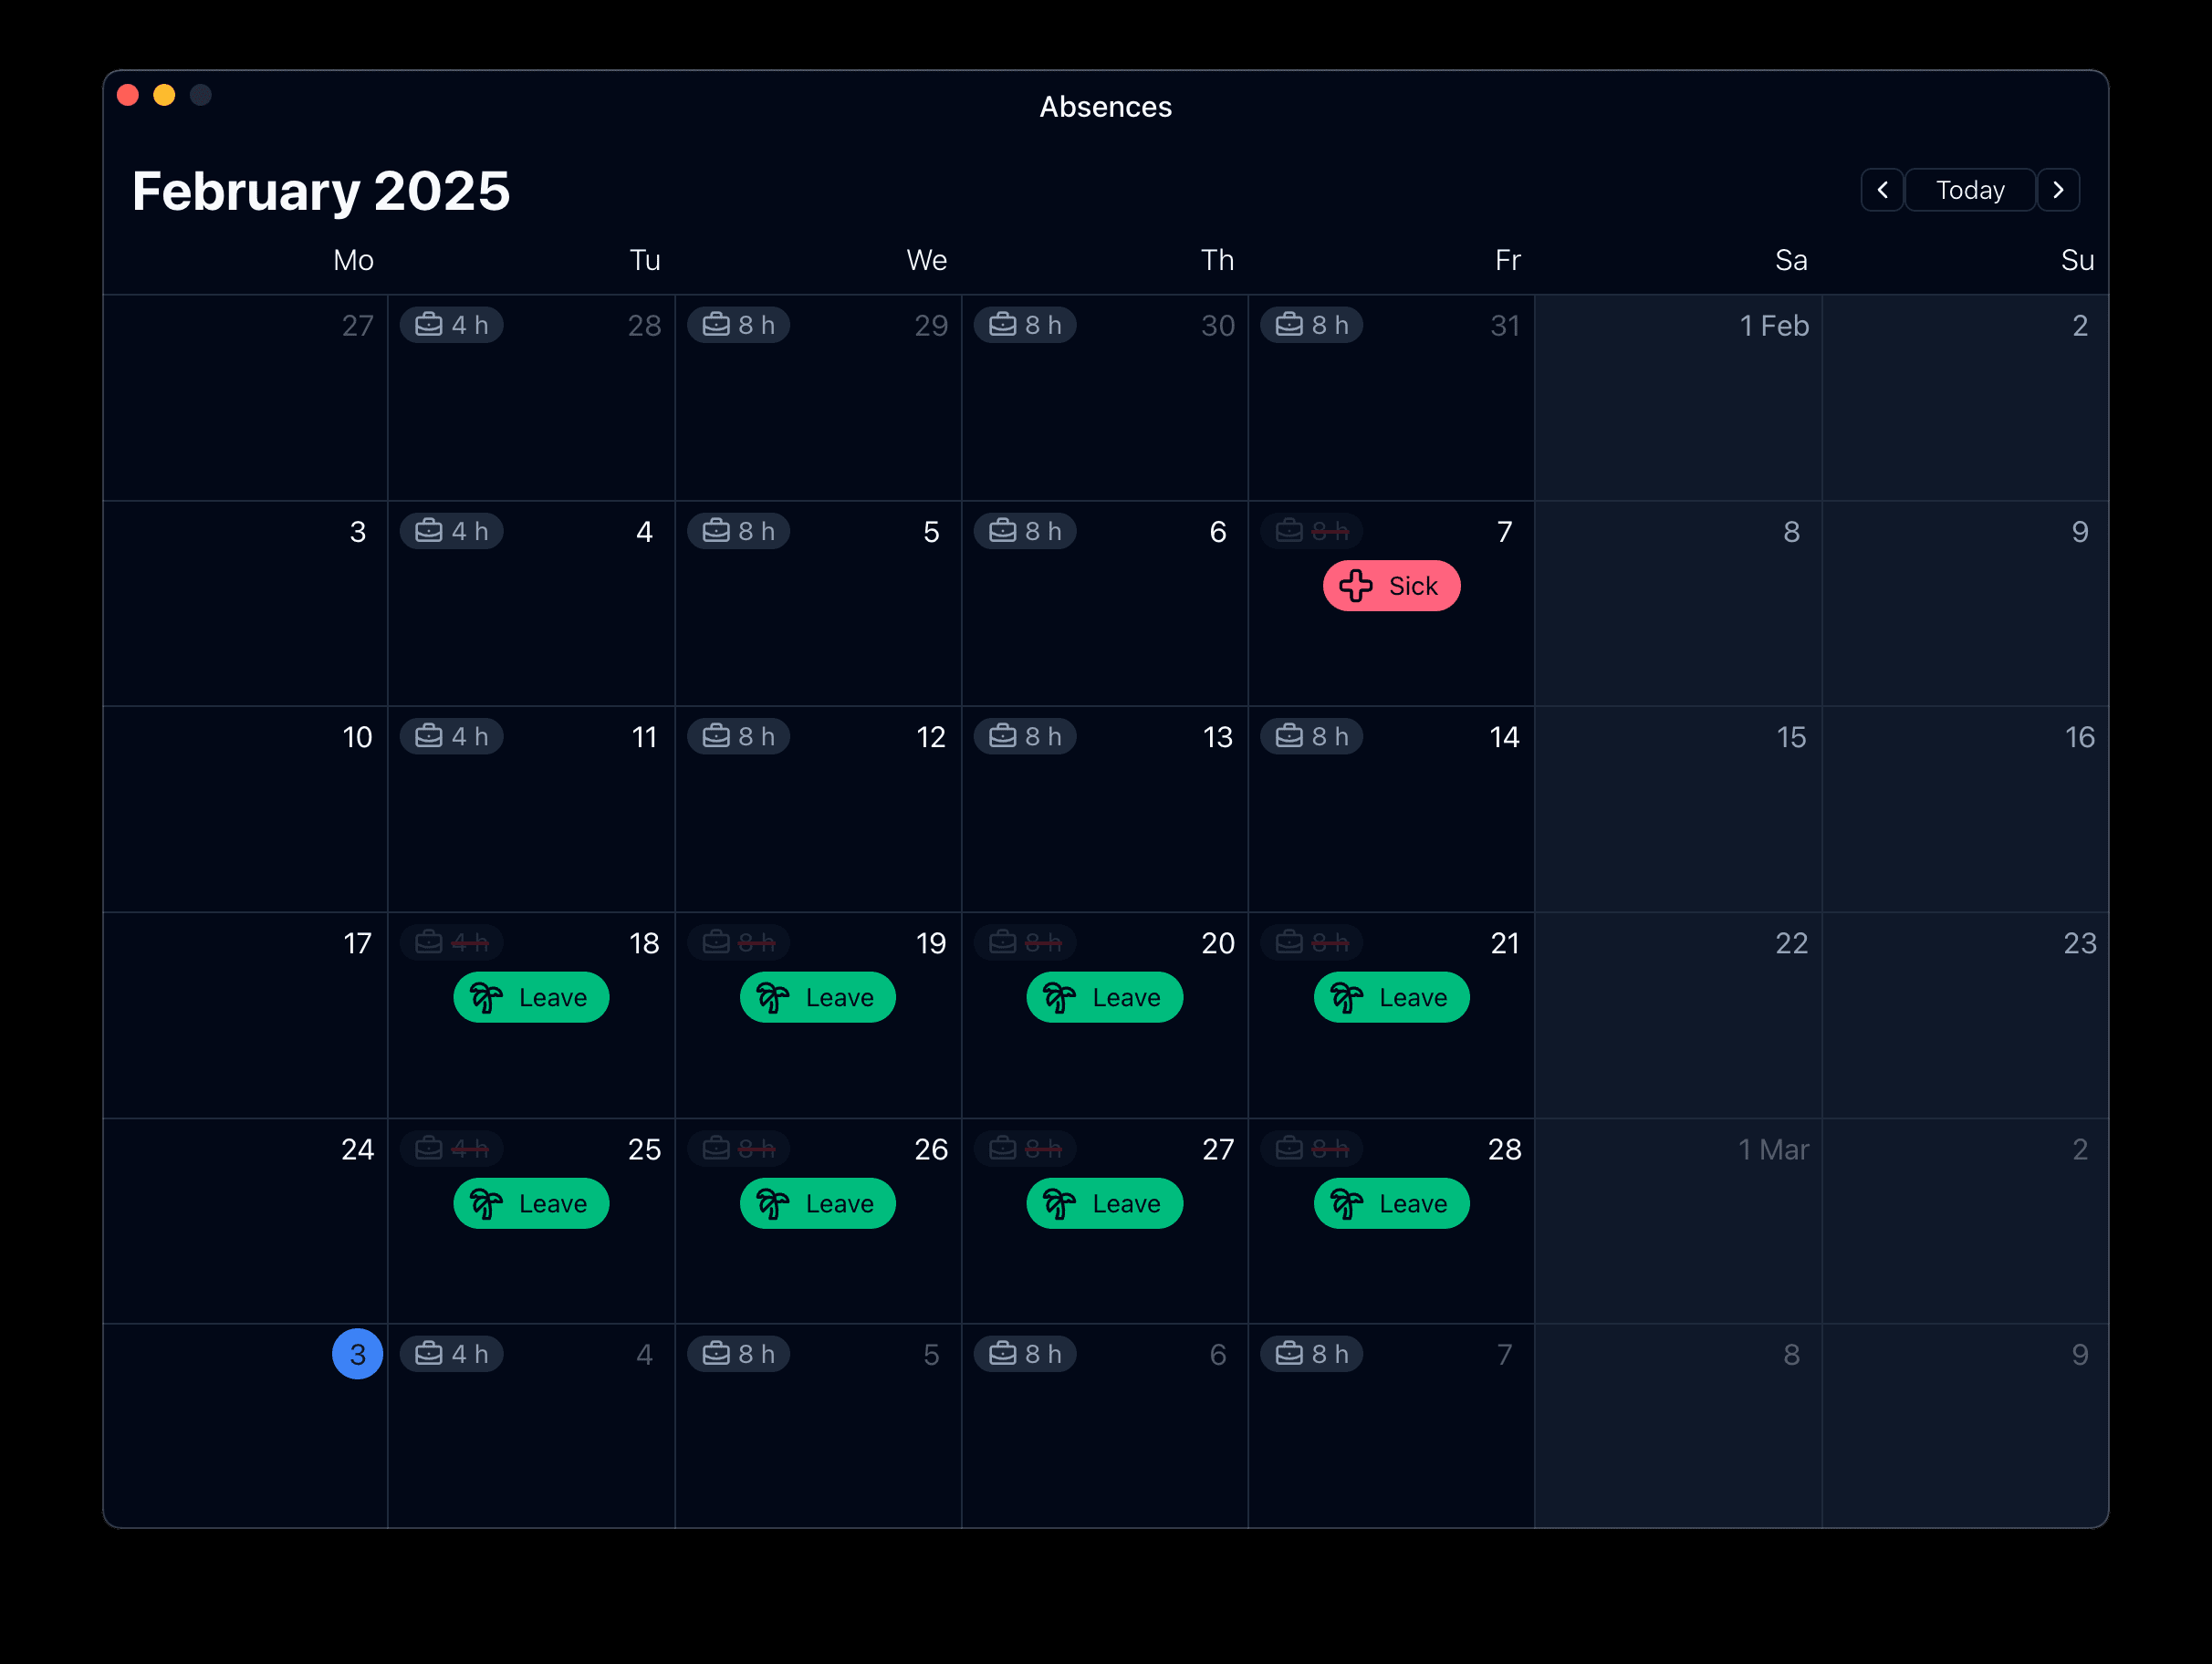 Absences
February 2025
Today
Mo Tu We Th Fr Sa Su
27 4 h 28 8 h 29 8 h 30 8 h 31 1 Feb 2
3 4 h 4 8 h 5 8 h 6 8 h 7 8 9
Sick
10 4 h 11 8 h 12 8 h 13 8 h 14 15 16
17 4 h 18 8 h 19 8 h 20 8 h 21 22 23
Leave Leave Leave Leave
24 4 h 25 8 h 26 8 h 27 8 h 28 1 Mar 2
Leave Leave Leave Leave
3 4 h 4 8 h 5 8 h 6 8 h 7 8 9